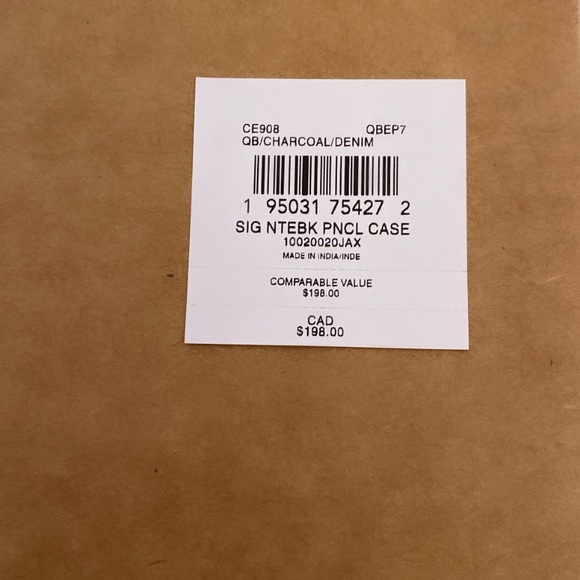 CE908 QBEP7
QB/CHARCOAL/DENIM
1 95031 75427 2
SIG NTEBK PNCL CASE
10020020JAX
MADE IN INDIA/INDE
COMPARABLE VALUE
$198.00
CAD
$198.00